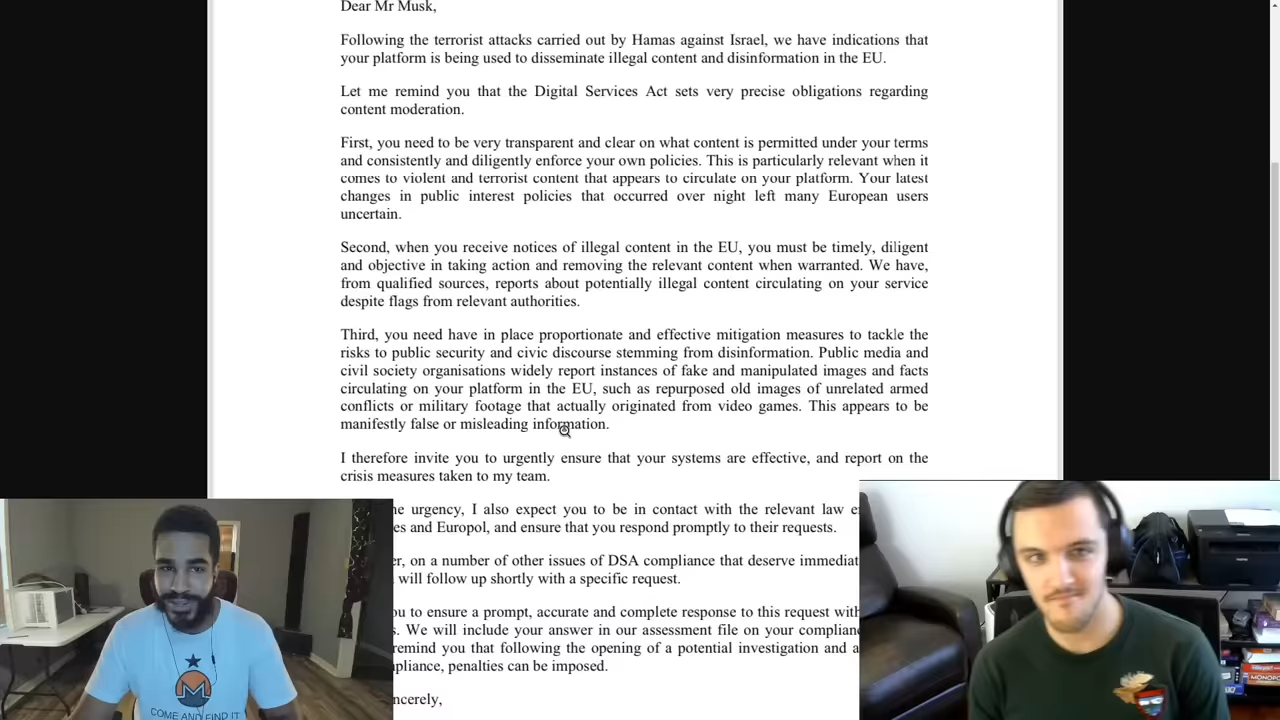 Dear Mr Musk,
Following the terrorist attacks carried out by Hamas against Israel, we have indications that
your platform is being used to disseminate illegal content and disinformation in the EU.
Let me remind you that the Digital Services Act sets very precise obligations regarding
content moderation.
First, you need to be very transparent and clear on what content is permitted under your terms
and consistently and diligently enforce your own policies. This is particularly relevant when it
comes to violent and terrorist content that appears to circulate on your platform. Your latest
changes in public interest policies that occurred over night left many European users
uncertain.
Second, when you receive notices of illegal content in the EU, you must be timely, diligent
and objective in taking action and removing the relevant content when warranted. We have,
from qualified sources, reports about potentially illegal content circulating on your service
despite flags from relevant authorities.
Third, you need have in place proportionate and effective mitigation measures to tackle the
risks to public security and civic discourse stemming from disinformation. Public media and
civil society organisations widely report instances of fake and manipulated images and facts
circulating on your platform in the EU, such as repurposed old images of unrelated armed
conflicts or military footage that actually originated from video games. This appears to be
manifestly false or misleading information.
I therefore invite you to urgently ensure that your systems are effective, and report on the
crisis measures taken to my team.
urgency, I also expect you to be in contact with the relevant law
and Europol, and ensure that you respond promptly to their requests.
on a number of other issues of DSA compliance that deserve
will follow up shortly with a specific request.
to ensure a prompt, accurate and complete response to this request
We will include your answer in our assessment file on your
remind you that following the opening of a potential investigation and a
penalties can be imposed.
COME AND FIND IT
MONOPOLY